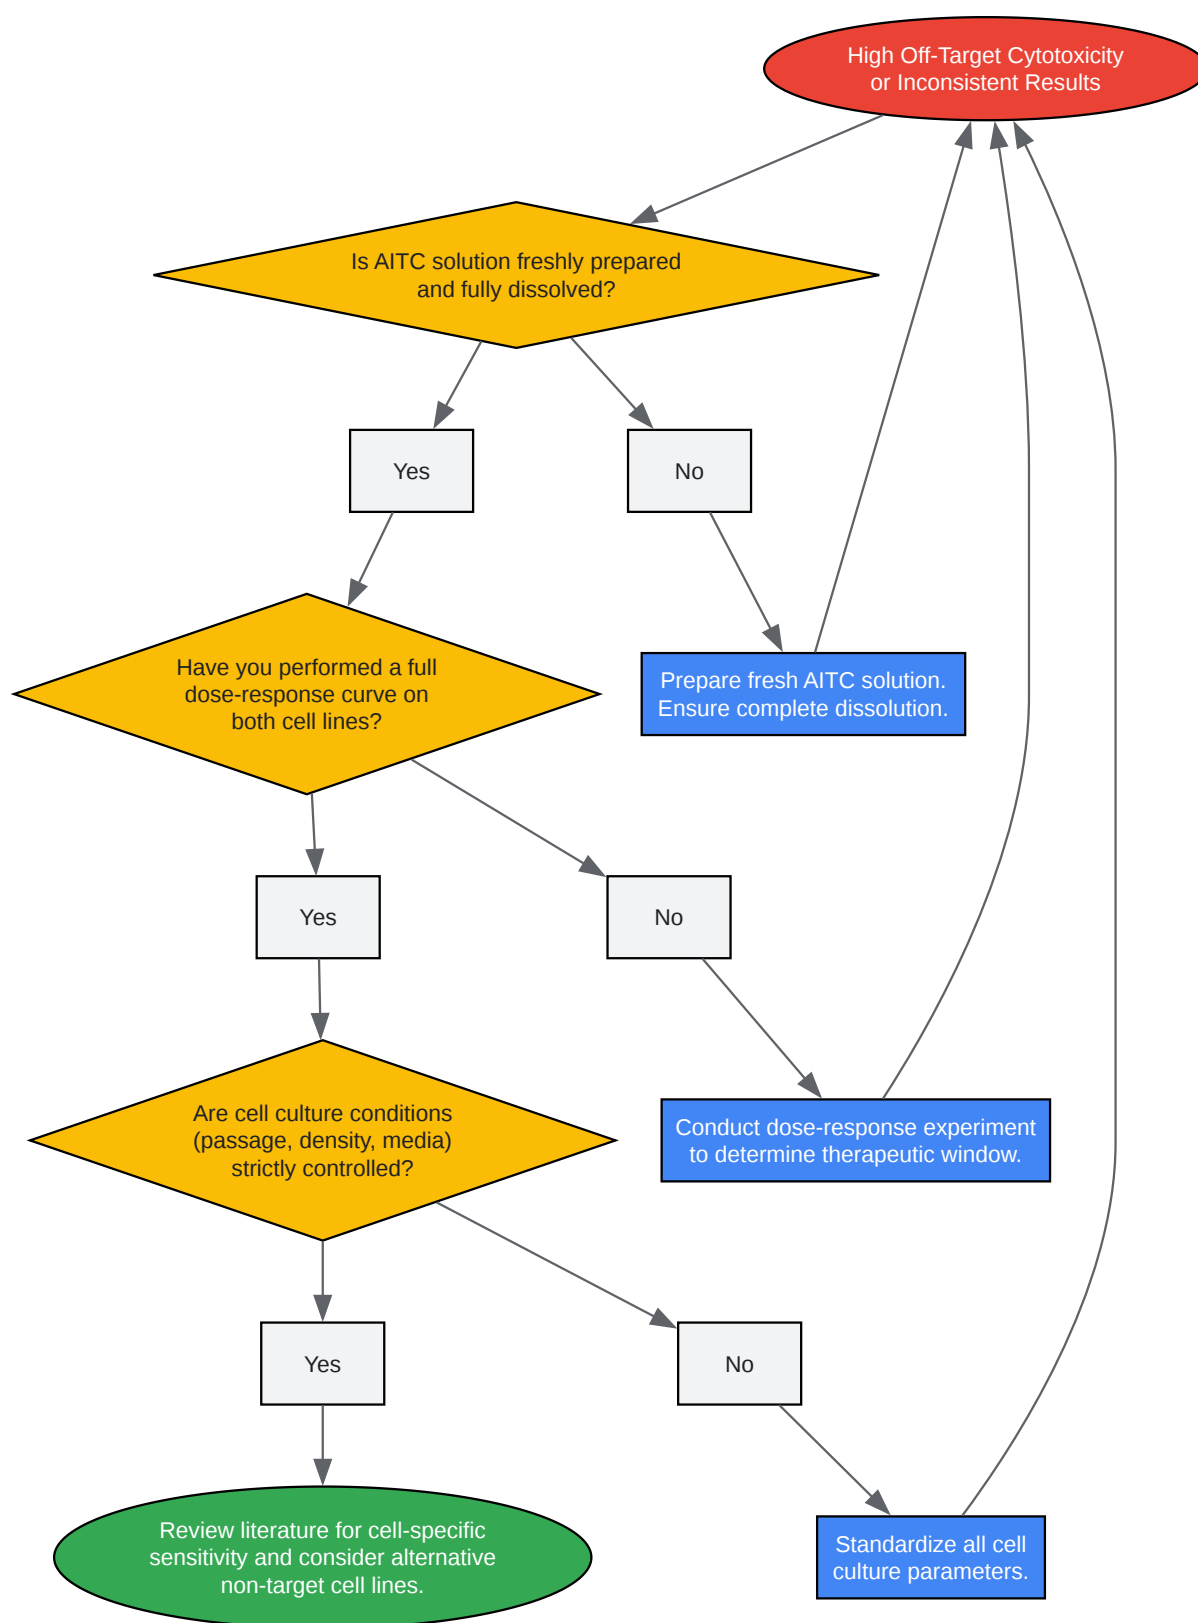 High Off-Target Cytotoxicity
or Inconsistent Results
Is AITC solution freshly prepared
and fully dissolved?
Yes
No
Have you performed a full
dose-response curve on
both cell lines?
Prepare fresh AITC solution.
Ensure complete dissolution.
Yes
No
Are cell culture conditions
(passage, density, media)
strictly controlled?
Conduct dose-response experiment
to determine therapeutic window.
Yes
No
Review literature for cell-specific
sensitivity and consider alternative
non-target cell lines.
Standardize all cell
culture parameters.